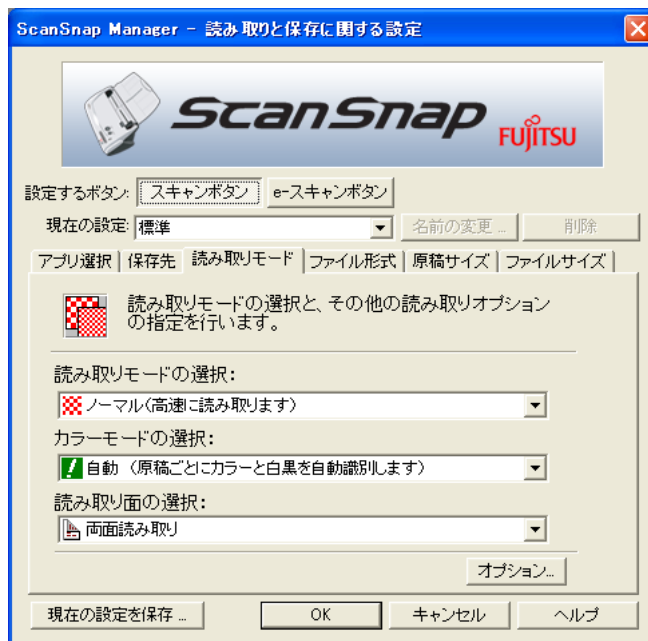 ScanSnap Manager - 読み取りと保存に関する設定
ScanSnap
FUJITSU
設定するボタン: スキャンボタン e-スキャンボタン
現在の設定: 標準 名前の変更 ... 削除
アプリ選択 保存先 読み取りモード ファイル形式 原稿サイズ ファイルサイズ
読み取りモードの選択と、その他の読み取りオプション
の指定を行います。
読み取りモードの選択:
ノーマル(高速に読み取ります)
カラーモードの選択:
自動 (原稿ごとにカラーと白黒を自動識別します)
読み取り面の選択:
両面読み取り
オプション...
現在の設定を保存 ... OK キャンセル ヘルプ